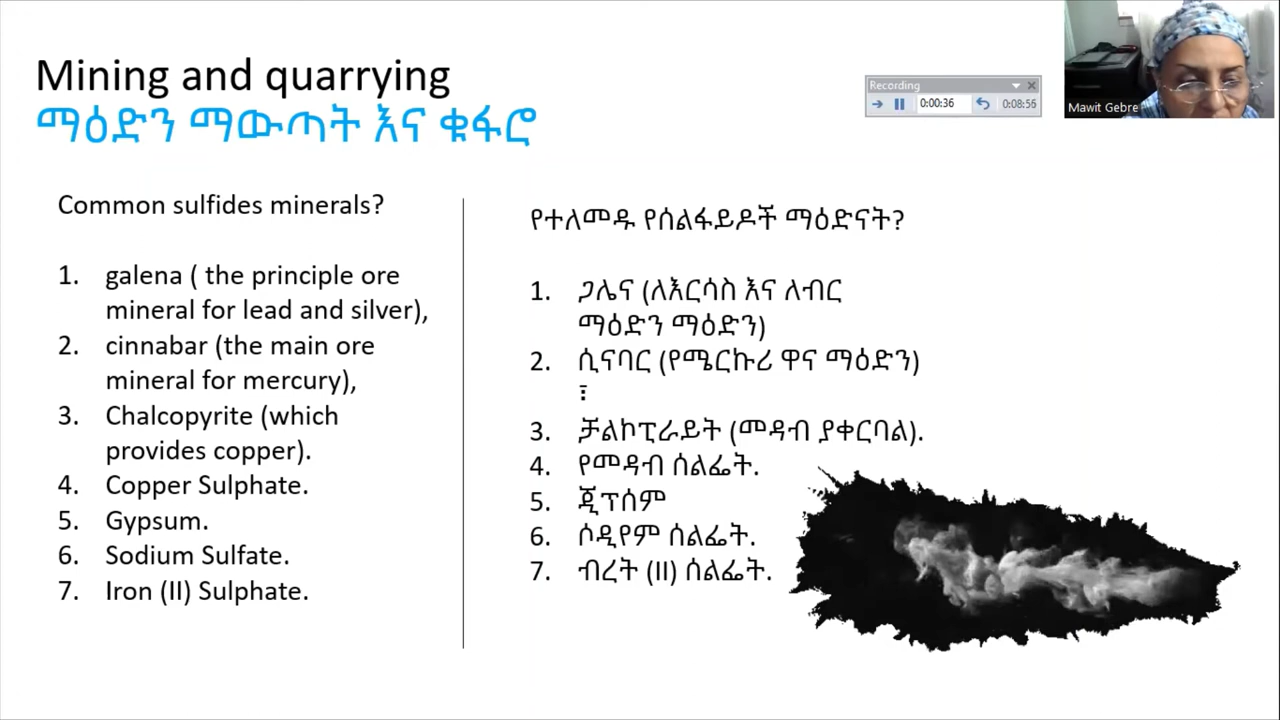 Mining and quarrying
ማዕድን ማውጣት እና ቁፋሮ
Common sulfides minerals?
1. galena ( the principle ore
mineral for lead and silver),
2. cinnabar (the main ore
mineral for mercury),
3. Chalcopyrite (which
provides copper).
4. Copper Sulphate.
5. Gypsum.
6. Sodium Sulfate.
7. Iron (II) Sulphate.
የተለመዱ የሰልፋይዶች ማዕድናት?
1. ጋሌና (ለእርሳስ እና ለብር
ማዕድን ማዕድን)
2. ሲናባር (የሜርኩሪ ዋና ማዕድን)
፣
3. ቻልኮፒራይት (መዳብ ያቀርባል).
4. የመዳብ ሰልፌት.
5. ጂፕሰም
6. ሶዲየም ሰልፌት.
7. ብረት (II) ሰልፌት.
Recording
0:00:36 0:08:56
Mawit Gebre